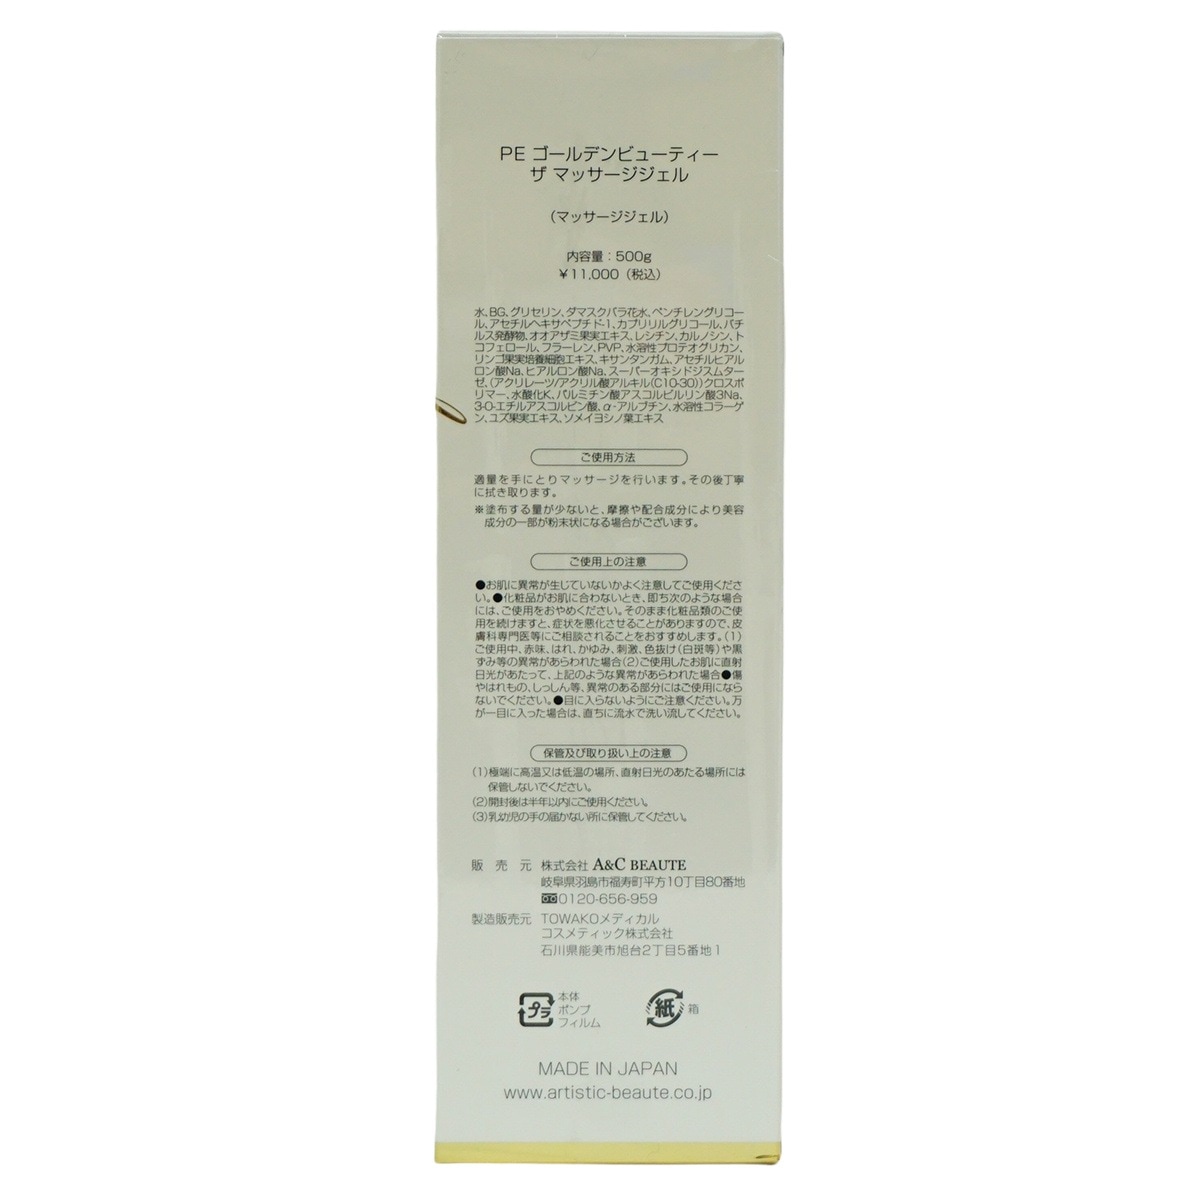 PE ゴールデンビューティー
ザ マッサージジェル
（マッサージジェル）
内容量：500g
￥11,000（税込）
水、BG、グリセリン、ダマスクバラ花水、ペンチレングリコー
ル、アセチルヘキサペプチド-1、カプリリルグリコール、バチ
ルス発酵物、オオアザミ果実エキス、レシチン、カルノシン、ト
コフェロール、フラーレン、PVP、水溶性プロテオグリカン、
リンゴ果実培養細胞エキス、キサンタンガム、アセチルヒアル
ロン酸Na、ヒアルロン酸Na、スーパーオキシドジスムター
ゼ、（アクリレーツ/アクリル酸アルキル（C10-30））クロスポ
リマー、水酸化K、パルミチン酸アスコルビルリン酸3Na、
3-O-エチルアスコルビン酸、α-アルブチン、水溶性コラーゲ
ン、ユズ果実エキス、ソメイヨシノ葉エキス
ご使用方法
適量を手にとりマッサージを行います。その後丁寧
に拭き取ります。
※塗布する量が少ないと、摩擦や配合成分により美容
成分の一部が粉末状になる場合がございます。
ご使用上の注意
●お肌に異常が生じていないかよく注意してご使用くださ
い。●化粧品がお肌に合わないとき、即ち次のような場合
には、ご使用をおやめください。そのまま化粧品類のご使
用を続けますと、症状を悪化させることがありますので、皮
膚科専門医等にご相談されることをおすすめします。（1）
ご使用中、赤味、はれ、かゆみ、刺激、色抜け（白斑等）や黒
ずみ等の異常があらわれた場合（2）ご使用したお肌に直射
日光があたって、上記のような異常があらわれた場合●傷
やはれもの、しっしん等、異常のある部分にはご使用になら
ないでください。●目に入らないようにご注意ください。万
が一目に入った場合は、直ちに流水で洗い流してください。
保管及び取り扱い上の注意
（1）極端に高温又は低温の場所、直射日光のあたる場所には
保管しないでください。
（2）開封後は半年以内にご使用ください。
（3）乳幼児の手の届かない所に保管してください。
販売元 株式会社 A&C BEAUTE
岐阜県羽島市福寿町平方10丁目80番地
0120-656-959
製造販売元 TOWAKOメディカル
コスメティック株式会社
石川県能美市旭台2丁目5番地1
プラ 本体
ポンプ
フィルム
紙 箱
MADE IN JAPAN
www.artistic-beaute.co.jp